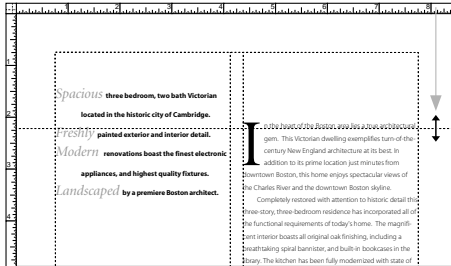 1 2 3 4 5 6 7 8
1
2
3
4
Spacious three bedroom, two bath Victorian
located in the historic city of Cambridge.
Freshly painted exterior and interior detail.
Modern renovations boast the finest electronic
appliances, and highest quality fixtures.
Landscaped by a premiere Boston architect.
In the heart of the Boston area lies a true architectural
gem. This Victorian dwelling exemplifies turn-of-the-
century New England architecture at its best. In
addition to its prime location just minutes from
downtown Boston, this home enjoys spectacular views of
the Charles River and the downtown Boston skyline.
Completely restored with attention to historic detail this
three-story, three-bedroom residence has incorporated all of
the functional requirements of today's home. The magnifi-
cent interior boasts all original oak finishing, including a
breathtaking spiral bannister, and built-in bookcases in the
library. The kitchen has been fully modernized with state of